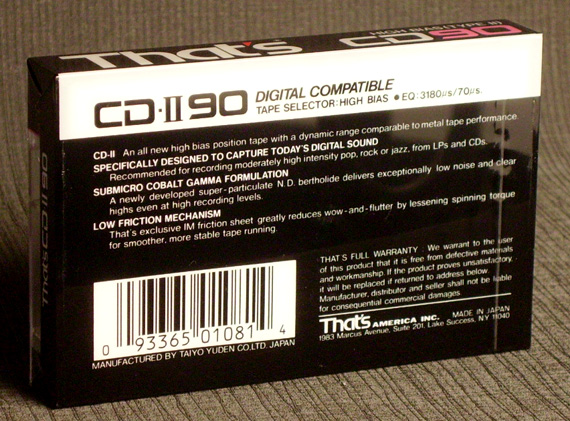 That's
HIGH BIAS (TYPE II)
CD-90
CD·II 90
DIGITAL COMPATIBLE
TAPE SELECTOR: HIGH BIAS ● EQ: 3180μs/70μs.
CD-II An all new high bias position tape with a dynamic range comparable to metal tape performance.
SPECIFICALLY DESIGNED TO CAPTURE TODAY'S DIGITAL SOUND
Recommended for recording moderately high intensity pop, rock or jazz, from LPs and CDs.
SUBMICRO COBALT GAMMA FORMULATION
A newly developed super-particulate N.D. bertholide delivers exceptionally low noise and clear
highs even at high recording levels.
LOW FRICTION MECHANISM
That's exclusive IM friction sheet greatly reduces wow-and-flutter by lessening spinning torque
for smoother, more stable tape running.
THAT'S FULL WARRANTY : We warrant to the user
of this product that it is free from defective materials
and workmanship. If the product proves unsatisfactory,
it will be replaced if returned to address below.
Manufacturer, distributor and seller shall not be liable
for consequential commercial damages.
That's AMERICA INC. MADE IN JAPAN
1983 Marcus Avenue, Suite 201, Lake Success, NY 11040
0 93365 01081 4
MANUFACTURED BY TAIYO YUDEN CO. LTD. JAPAN
That's CD II 90